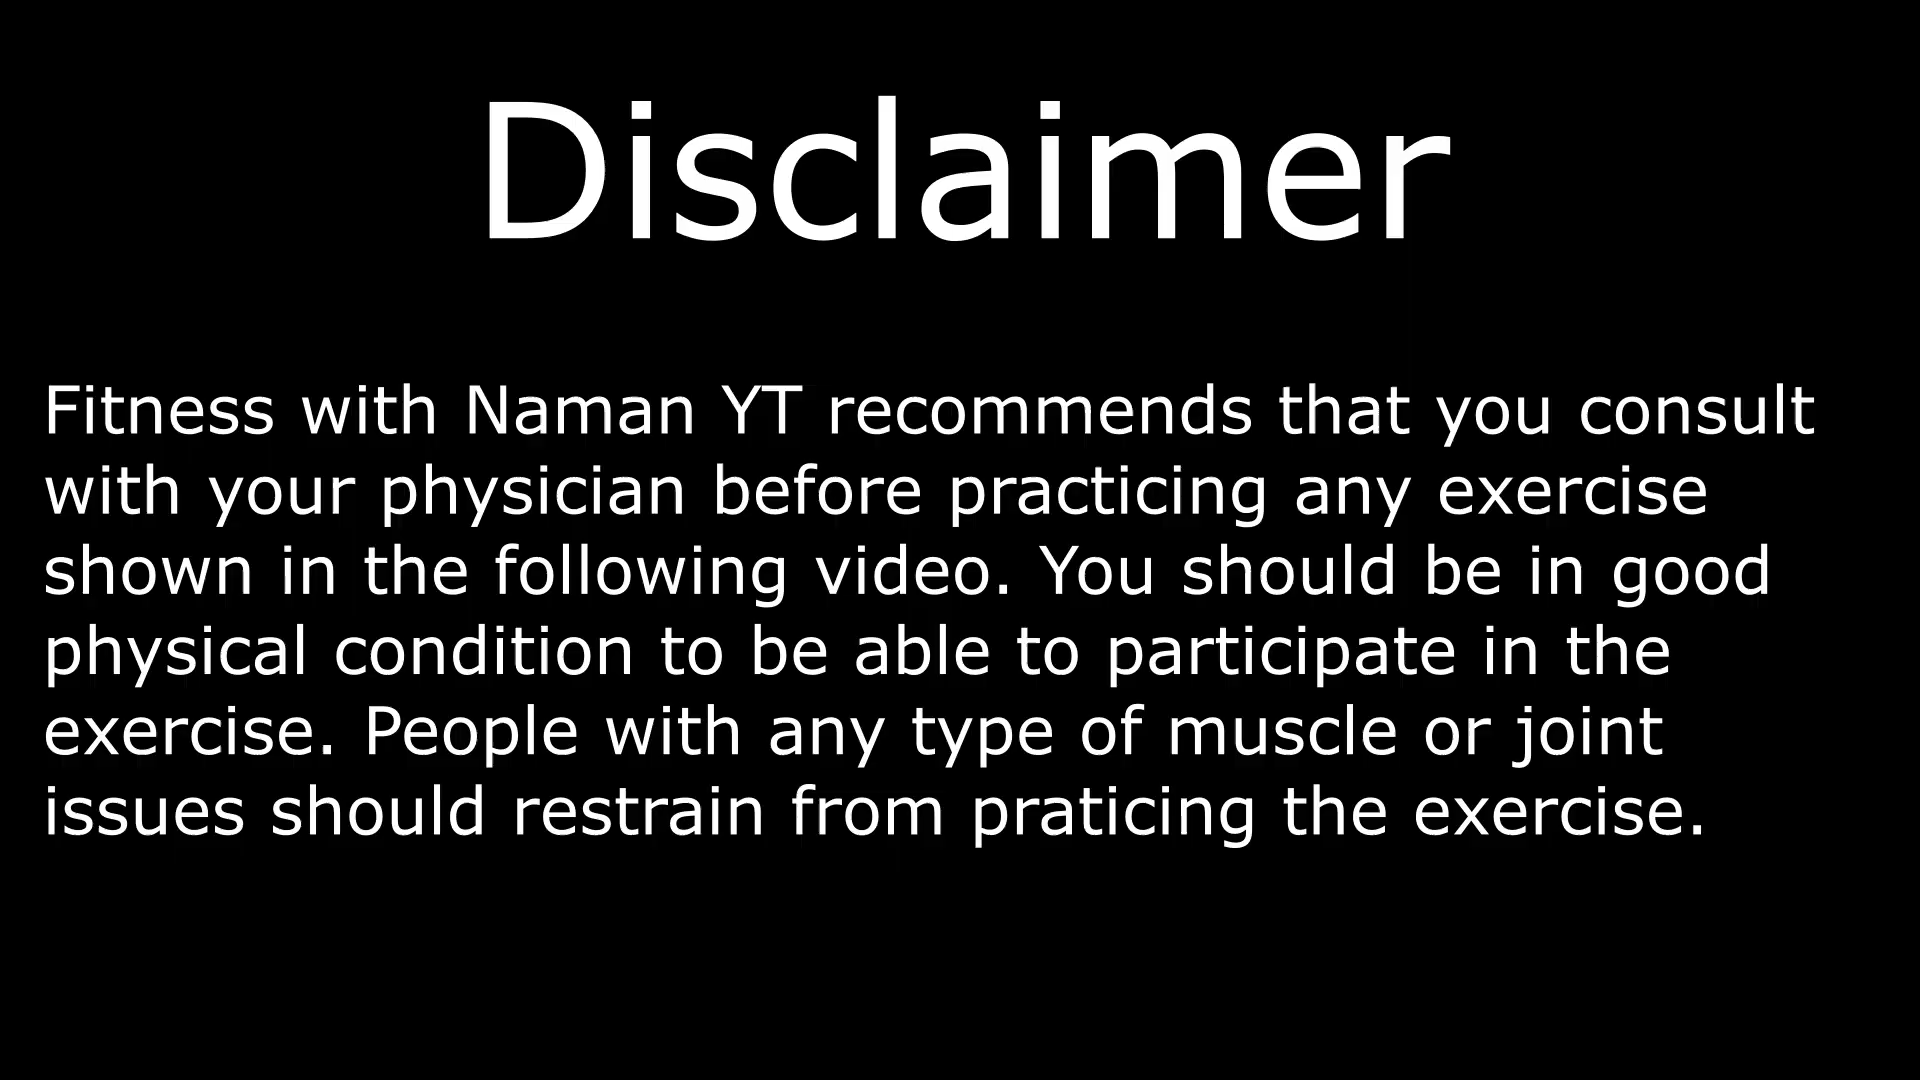 Disclaimer
Fitness with Naman YT recommends that you consult
with your physician before practicing any exercise
shown in the following video. You should be in good
physical condition to be able to participate in the
exercise. People with any type of muscle or joint
issues should restrain from praticing the exercise.